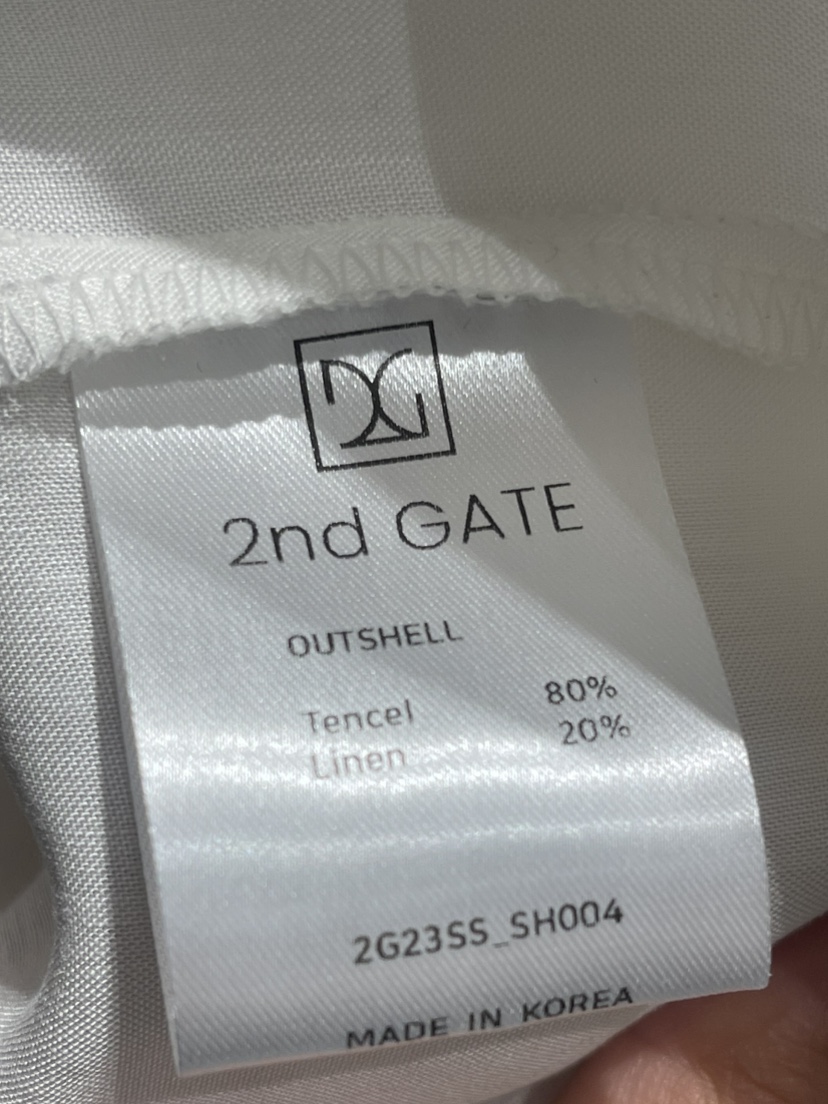 2nd GATE
OUTSHELL
Tencel 80%
Linen 20%
2G23SS_SH004
MADE IN KOREA